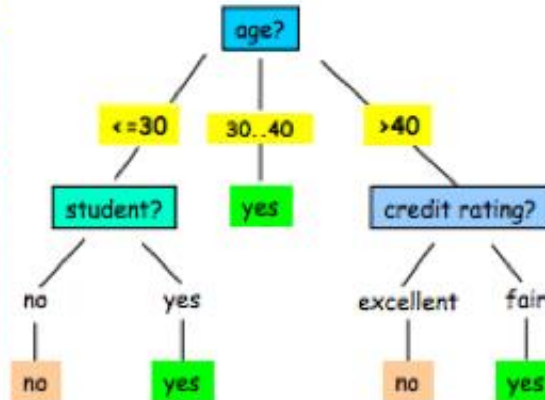 age?
<=30 30..40 >40
student? yes credit rating?
no yes excellent fair
no yes no yes